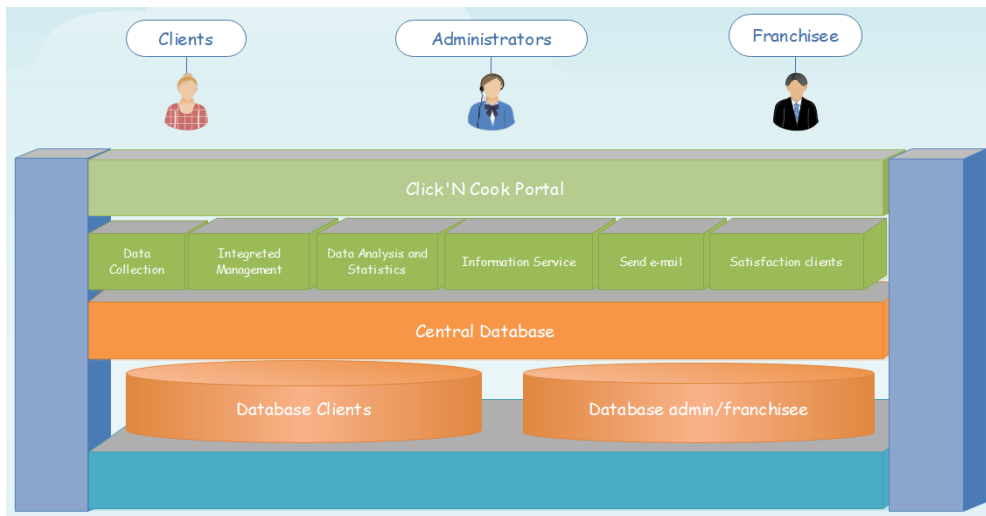 Clients
Administrators
Franchisee
Click'N Cook Portal
Data
Collection
Integreted
Management
Data Analysis and
Statistics
Information Service
Send e-mail
Satisfaction clients
Central Database
Database Clients
Database admin/franchisee